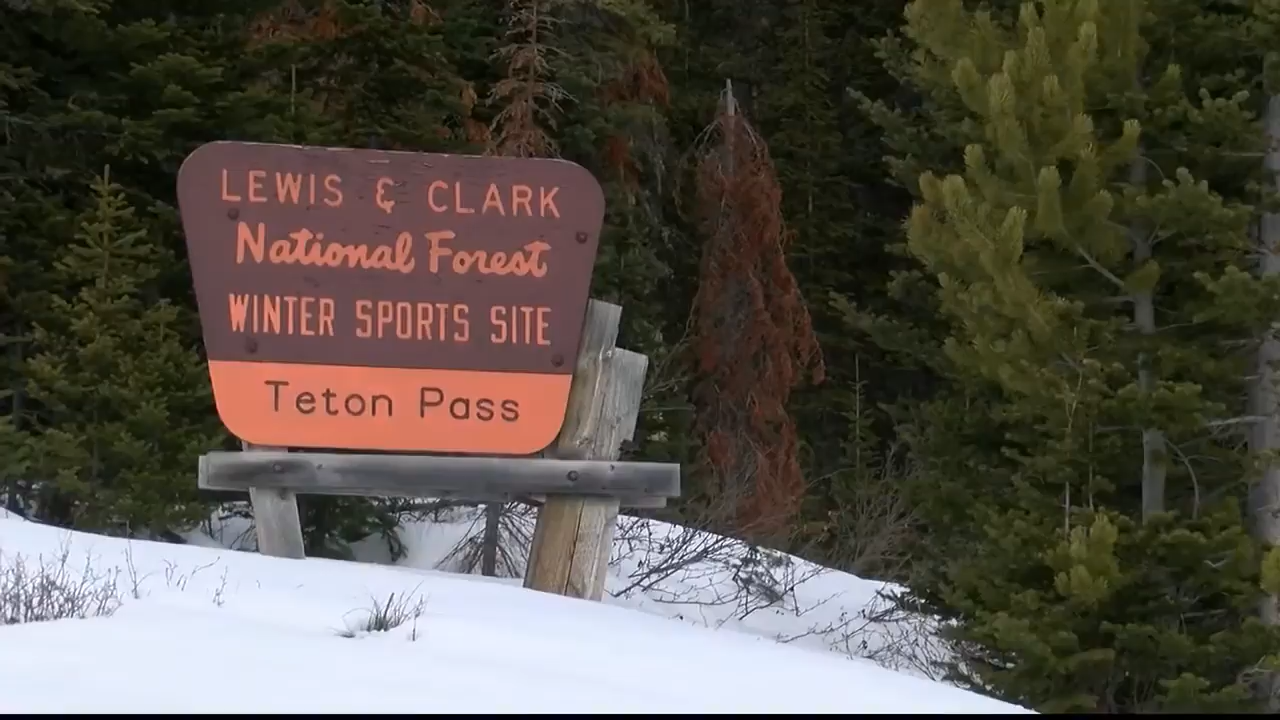 LEWIS & CLARK
National Forest
WINTER SPORTS SITE
Teton Pass